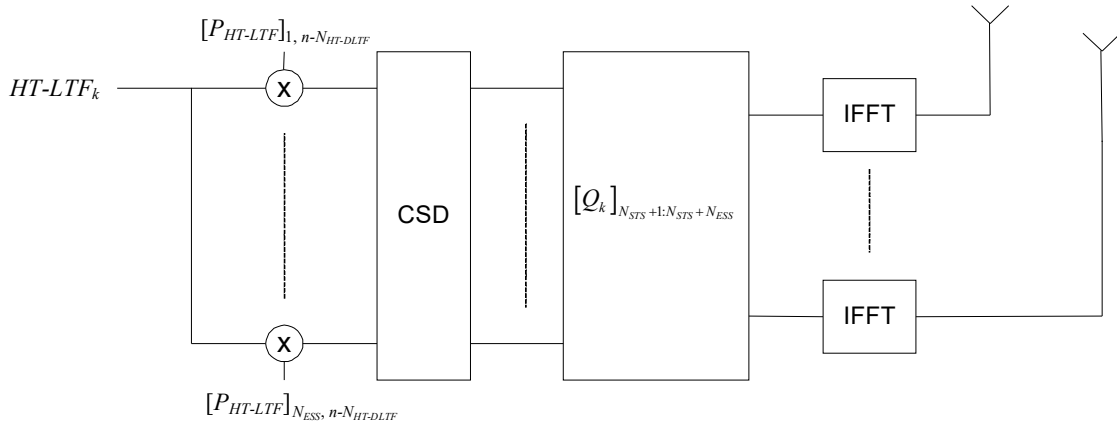 [P_{HT-LTF}]_{1, n-N_{HT-DLTF}}
HT-LTF_k
X
IFFT
CSD
[Q_k]_{N_{STS}+1:N_{STS}+N_{ESS}}
IFFT
X
[P_{HT-LTF}]_{N_{ESS}, n-N_{HT-DLTF}}